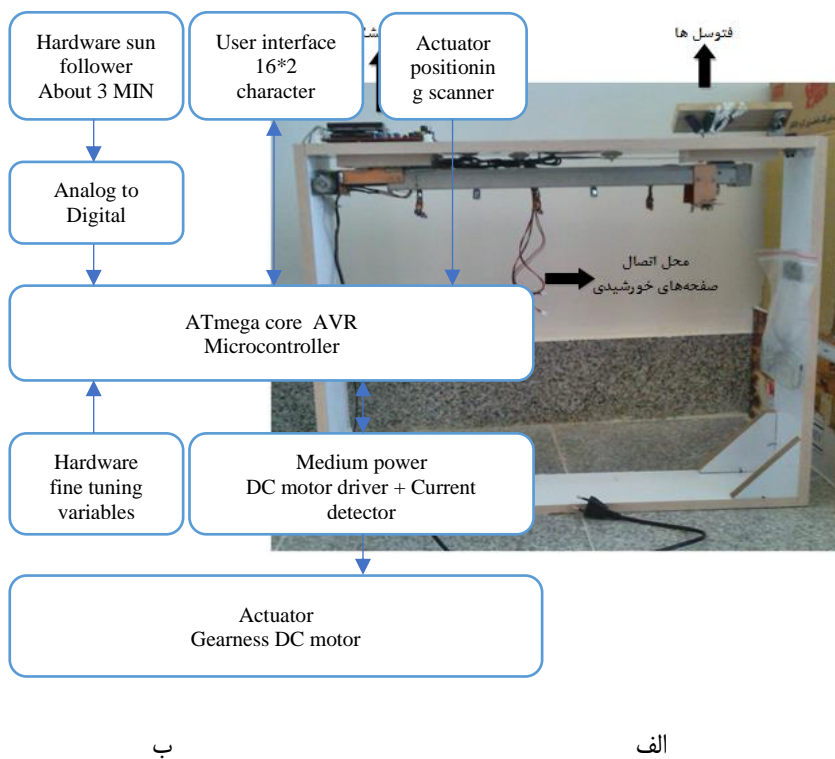 Hardware sun
follower
About 3 MIN
User interface
16*2
character
Actuator
positionin
g scanner
فتوسل ها
Analog to
Digital
محل اتصال
صفحه‌های خورشیدی
ATmega core AVR
Microcontroller
Hardware
fine tuning
variables
Medium power
DC motor driver + Current
detector
Actuator
Gearness DC motor
ب
الف